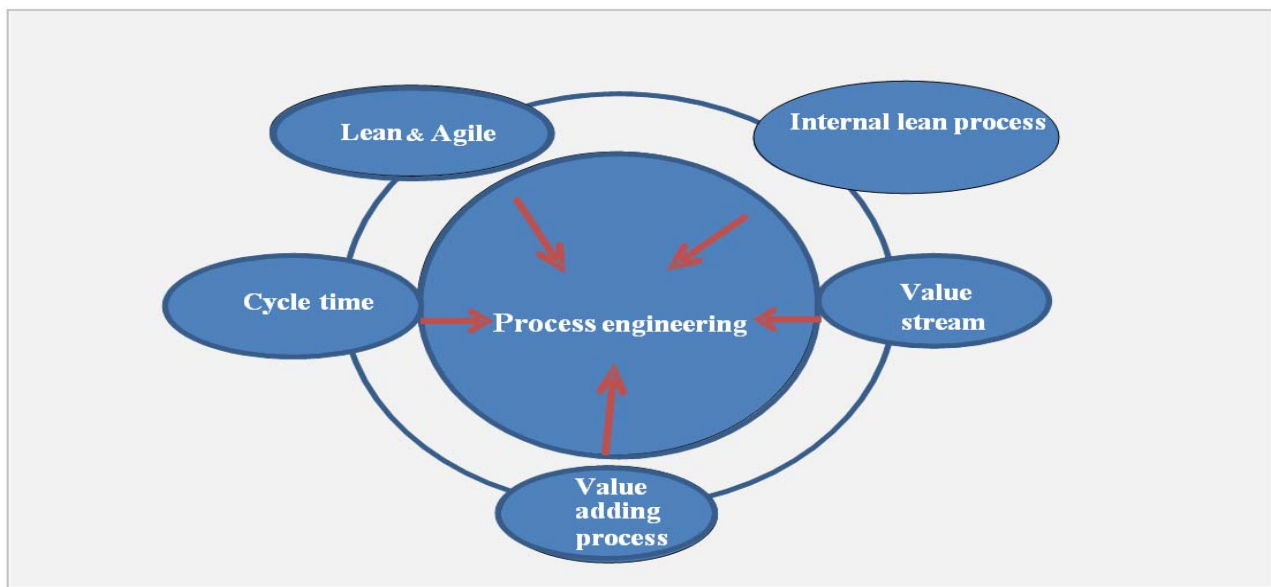 Lean & Agile
Internal lean process
Cycle time
Process engineering
Value
stream
Value
adding
process